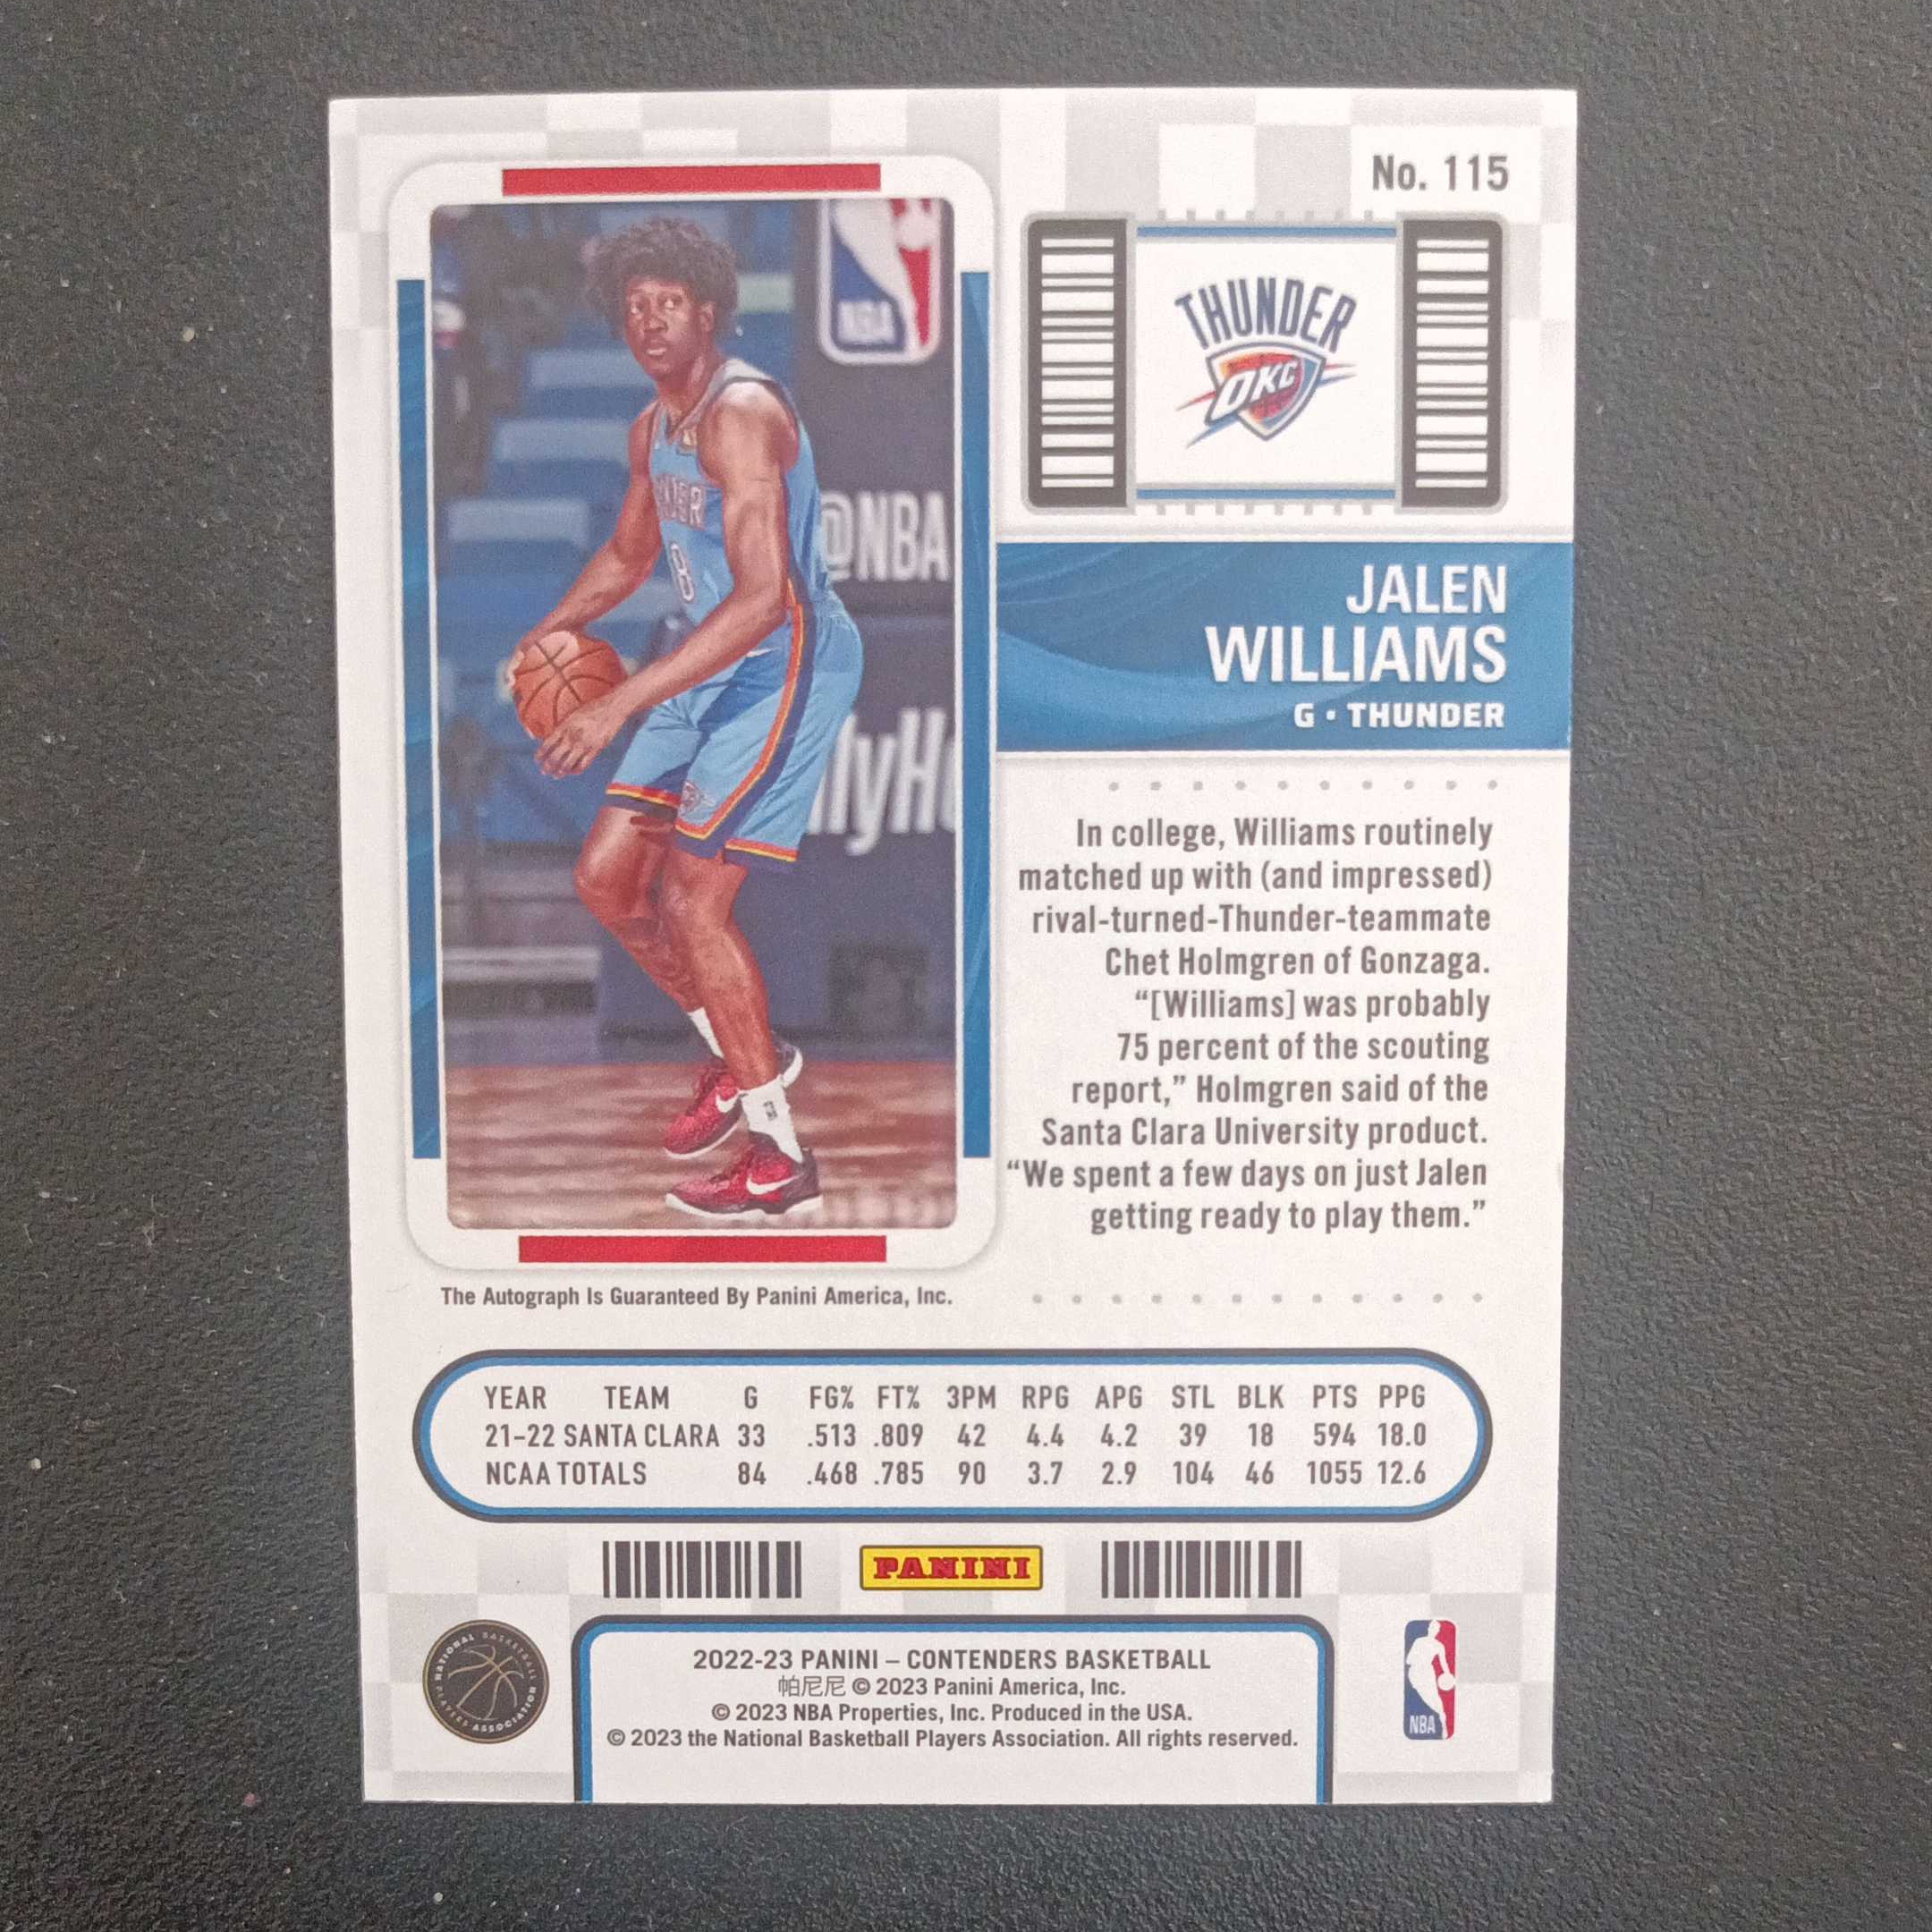 No. 115
NBA
THUNDER
OKC
@NBA
8
JALEN
WILLIAMS
G • THUNDER
In college, Williams routinely
matched up with (and impressed)
rival-turned-Thunder-teammate
Chet Holmgren of Gonzaga.
“[Williams] was probably
75 percent of the scouting
report,” Holmgren said of the
Santa Clara University product.
“We spent a few days on just Jalen
getting ready to play them.”
The Autograph Is Guaranteed By Panini America, Inc.
YEAR TEAM G FG% FT% 3PM RPG APG STL BLK PTS PPG
21–22 SANTA CLARA 33 .513 .809 42 4.4 4.2 39 18 594 18.0
NCAA TOTALS 84 .468 .785 90 3.7 2.9 104 46 1055 12.6
PANINI
NATIONAL BASKETBALL PLAYERS ASSOCIATION
2022-23 PANINI – CONTENDERS BASKETBALL
帕尼尼 © 2023 Panini America, Inc.
© 2023 NBA Properties, Inc. Produced in the USA.
© 2023 the National Basketball Players Association. All rights reserved.
NBA